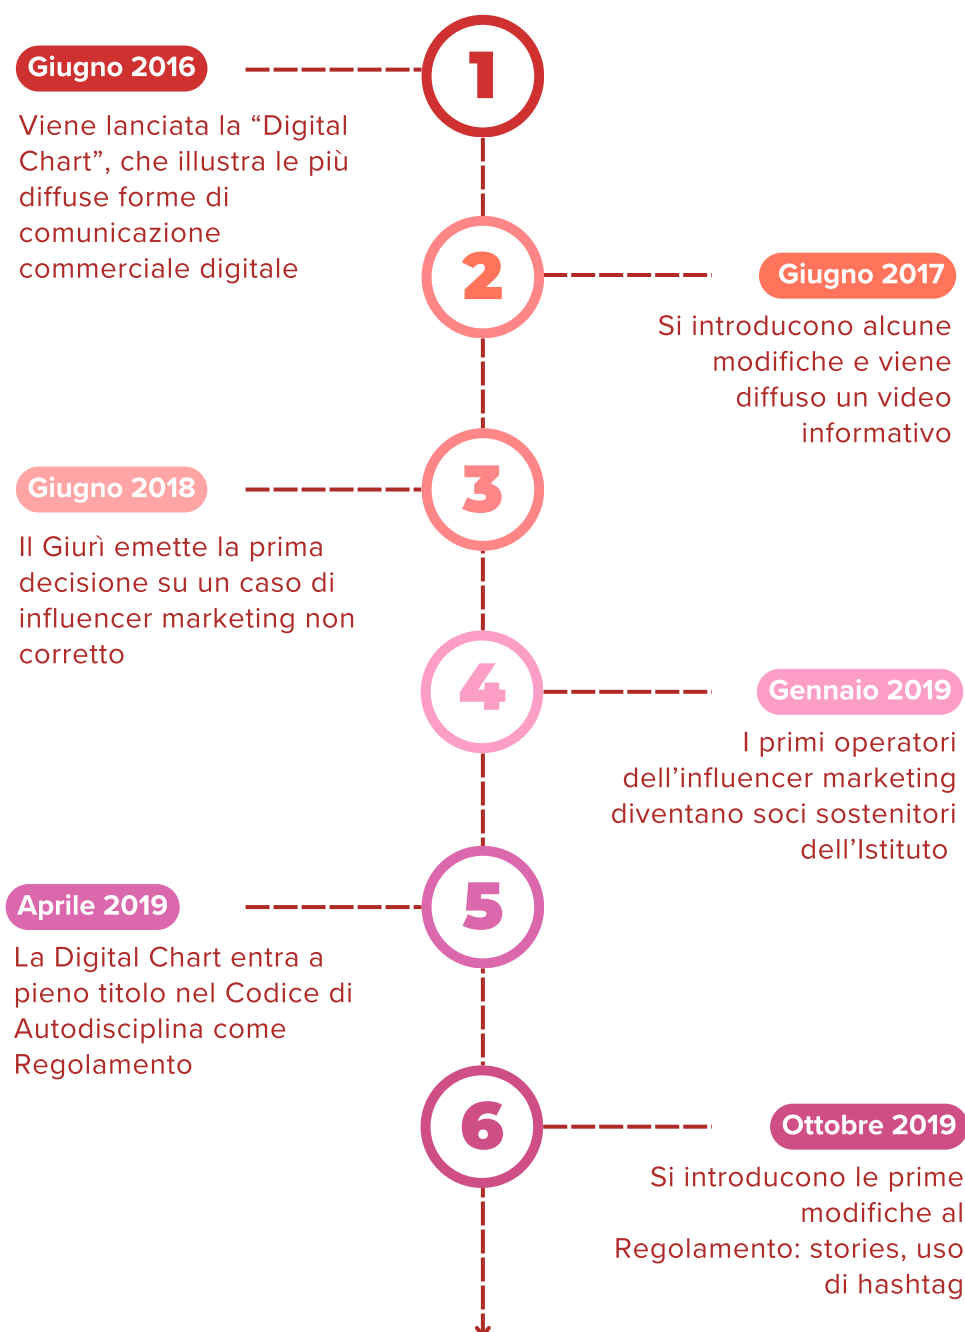 1
Giugno 2016
Viene lanciata la “Digital
Chart”, che illustra le più
diffuse forme di
comunicazione
commerciale digitale
2
Giugno 2017
Si introducono alcune
modifiche e viene
diffuso un video
informativo
3
Giugno 2018
Il Giurì emette la prima
decisione su un caso di
influencer marketing non
corretto
4
Gennaio 2019
I primi operatori
dell’influencer marketing
diventano soci sostenitori
dell’Istituto
5
Aprile 2019
La Digital Chart entra a
pieno titolo nel Codice di
Autodisciplina come
Regolamento
6
Ottobre 2019
Si introducono le prime
modifiche al
Regolamento: stories, uso
di hashtag